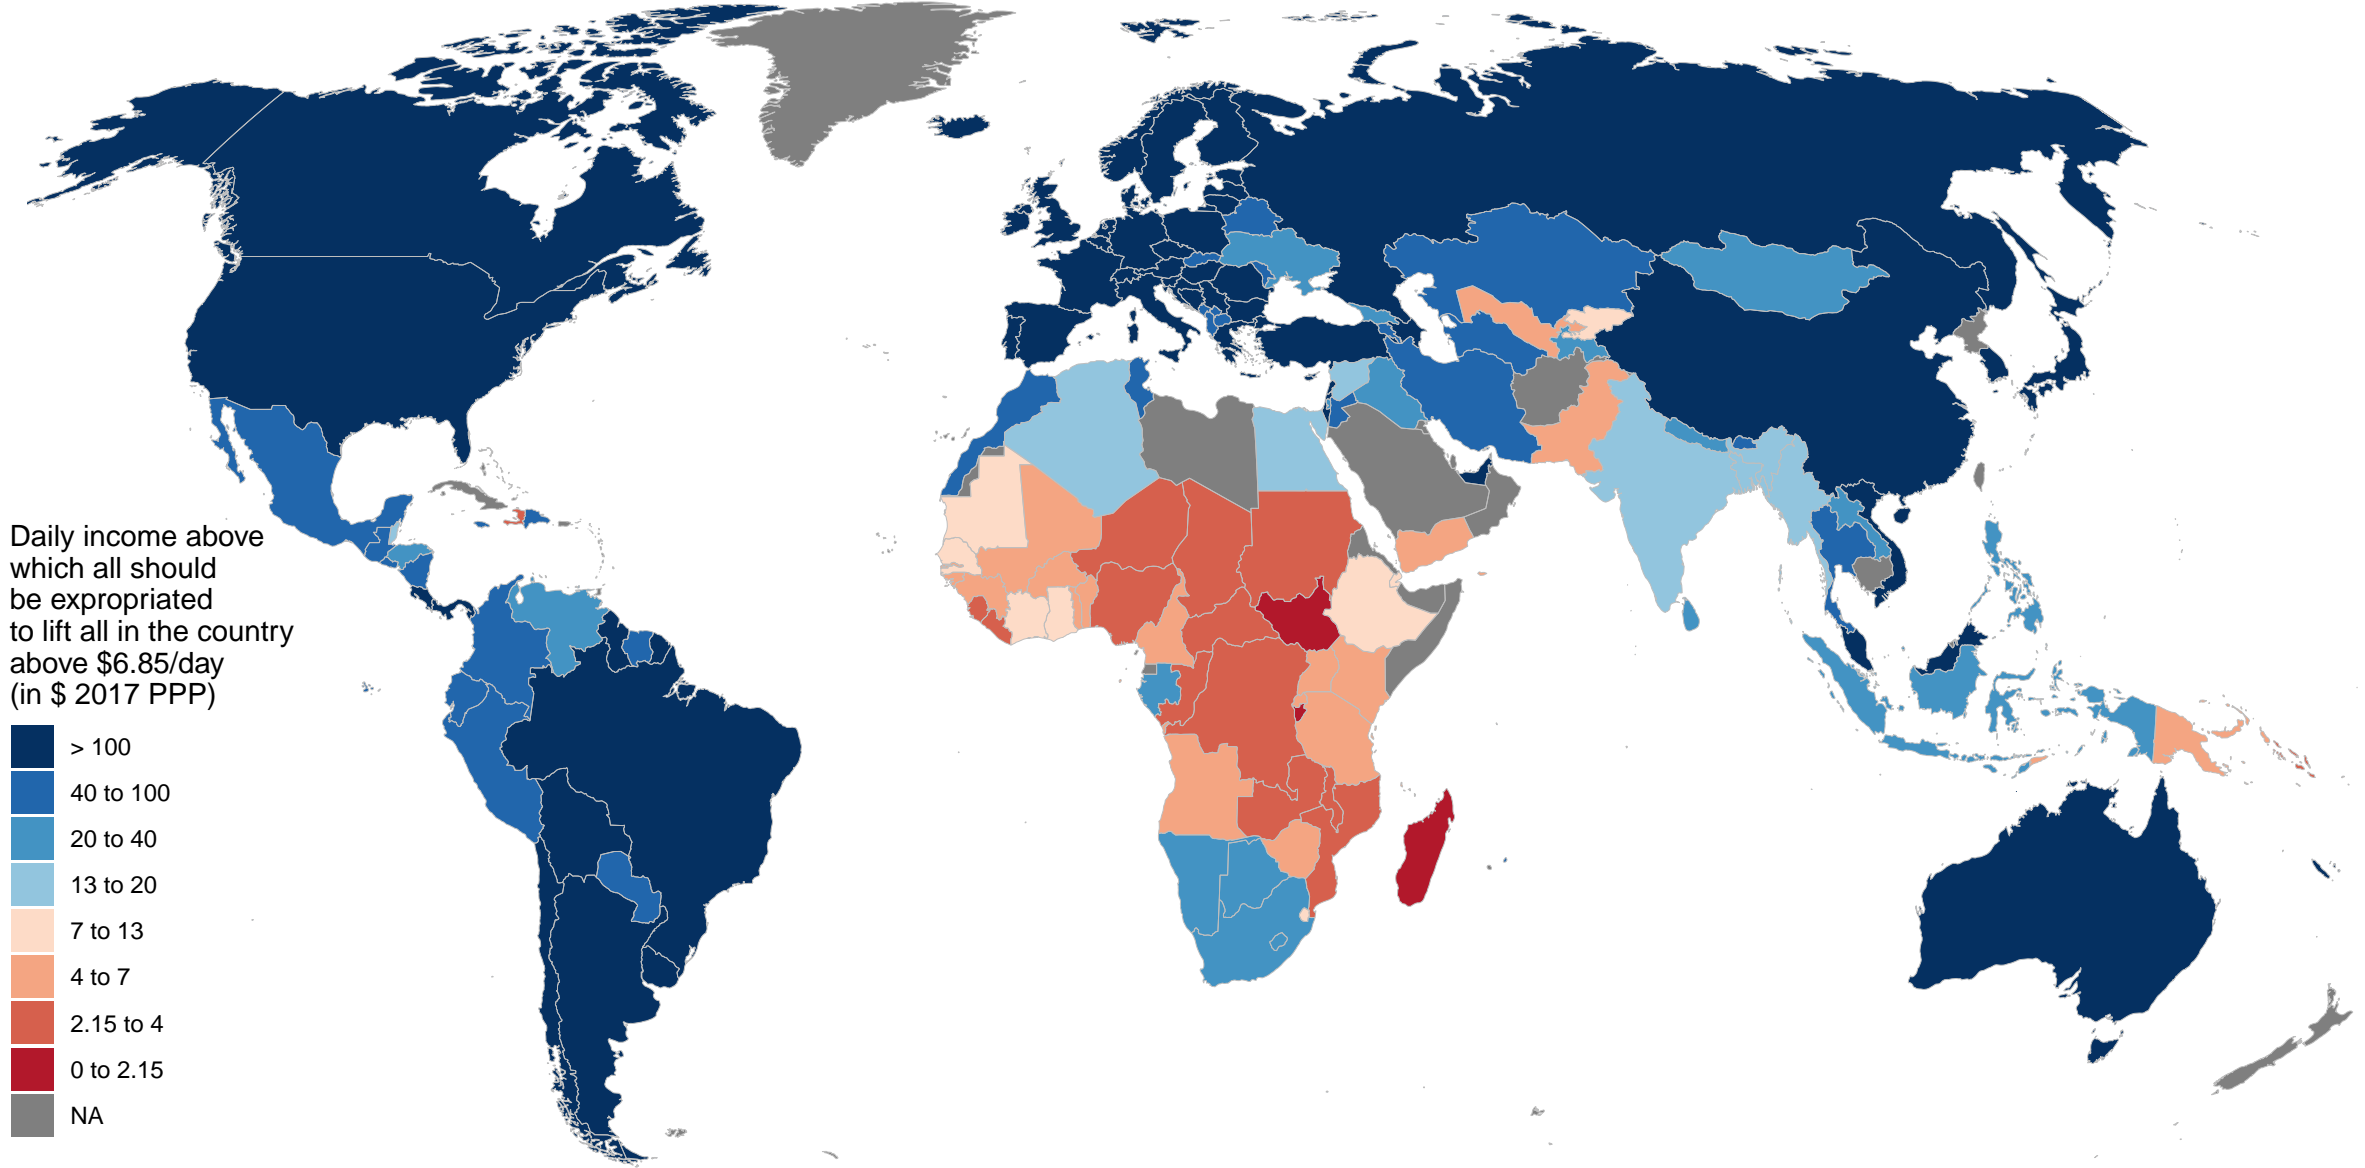 Daily income above
which all should
be expropriated
to lift all in the country
above $6.85/day
(in $ 2017 PPP)
> 100
40 to 100
20 to 40
13 to 20
7 to 13
4 to 7
2.15 to 4
0 to 2.15
NA